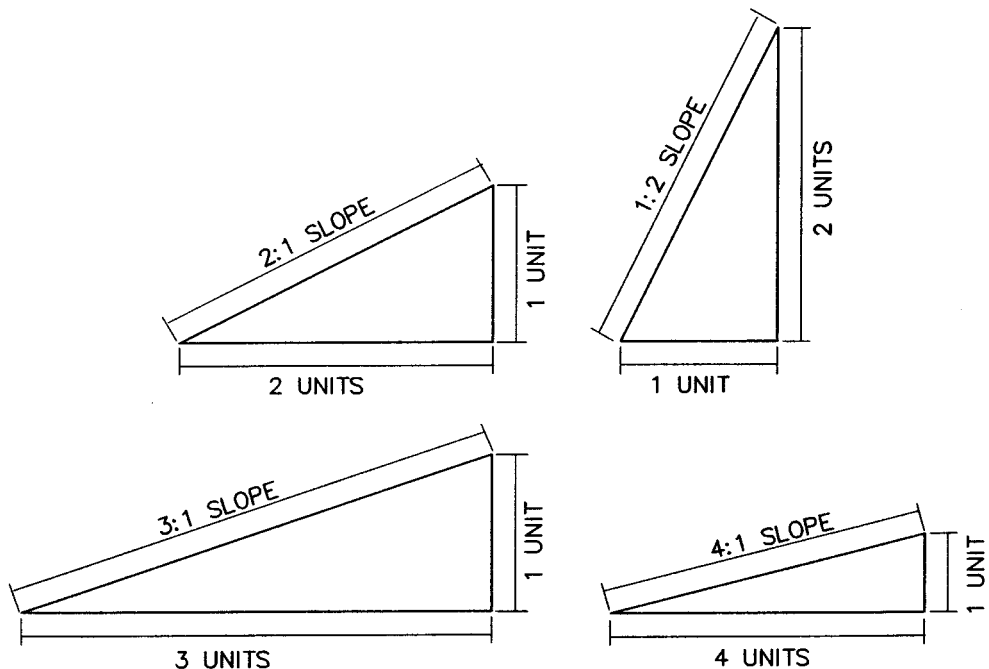 2:1 SLOPE
1 UNIT
2 UNITS
1:2 SLOPE
2 UNITS
1 UNIT
3:1 SLOPE
1 UNIT
3 UNITS
4:1 SLOPE
1 UNIT
4 UNITS